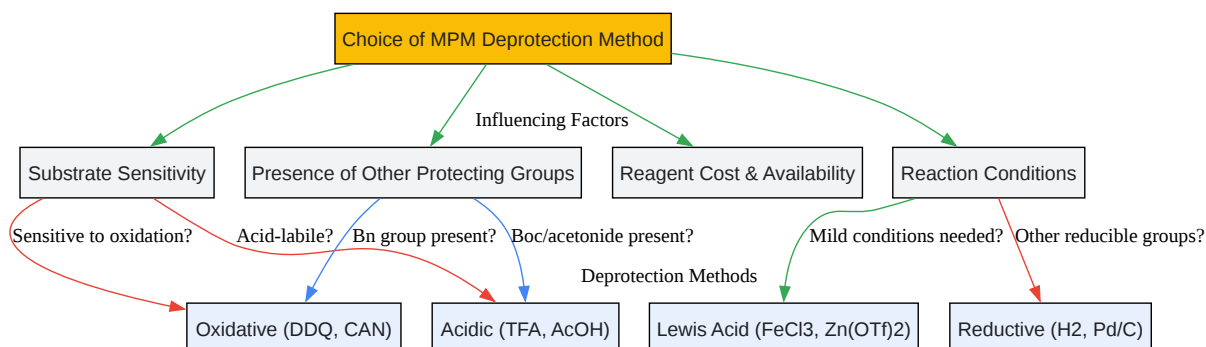 Choice of MPM Deprotection Method
Influencing Factors
Substrate Sensitivity
Presence of Other Protecting Groups
Reagent Cost & Availability
Reaction Conditions
Sensitive to oxidation?
Acid-labile?
Bn group present?
Boc/acetonide present?
Mild conditions needed?
Other reducible groups?
Deprotection Methods
Oxidative (DDQ, CAN)
Acidic (TFA, AcOH)
Lewis Acid (FeCl3, Zn(OTf)2)
Reductive (H2, Pd/C)